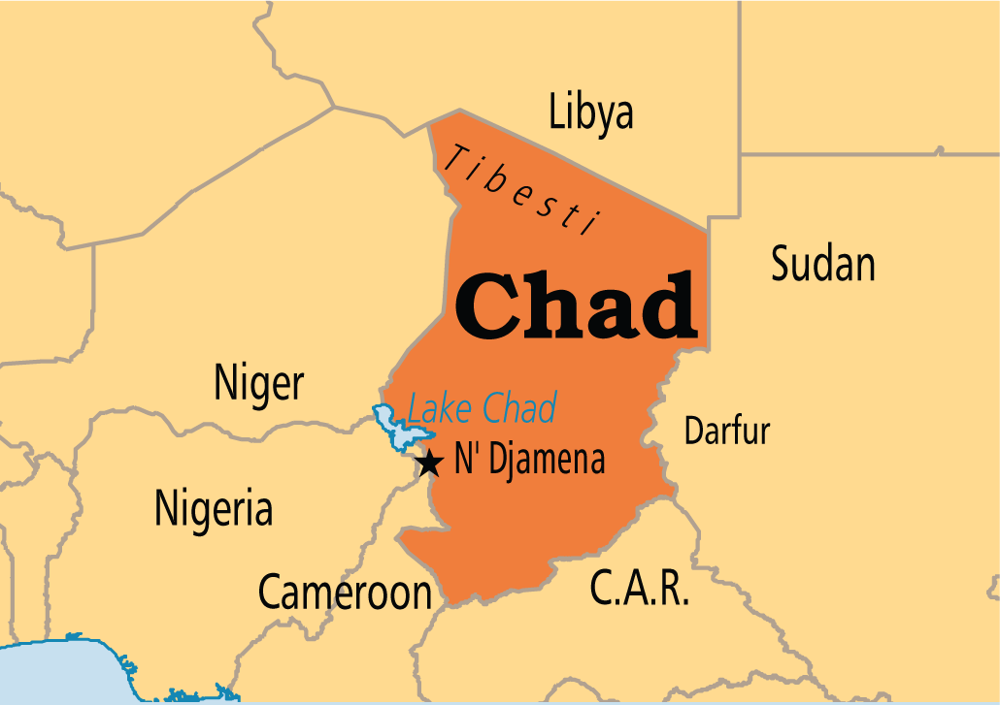 Libya
Tibesti
Sudan
Chad
Niger
Lake Chad
Darfur
N' Djamena
Nigeria
Cameroon
C.A.R.